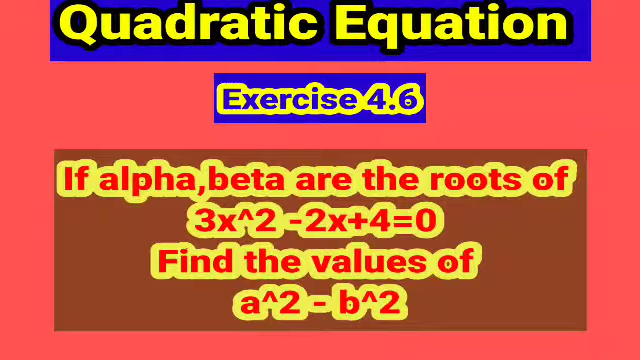 Quadratic Equation
Exercise 4.6
If alpha,beta are the roots of
3x^2 -2x+4=0
Find the values of
a^2 - b^2